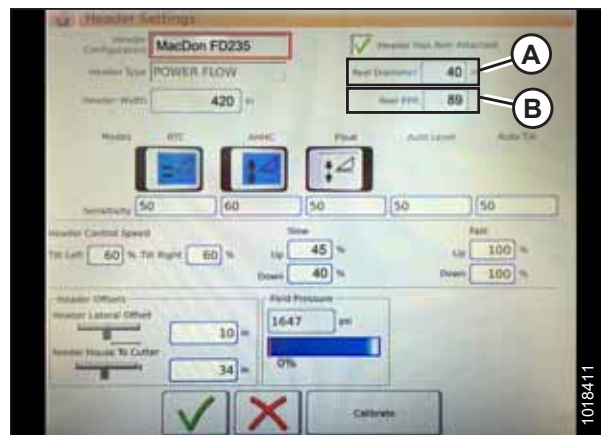 Header Settings
Header Configuration MacDon FD235
Header Has Reel Attached
A
Header Type POWER FLOW
Reel Diameter 40 in
Header Width 420 in
Reel PPR 89
B
Modes RTC AHHC Float Auto Level Auto Tilt
Sensitivity 50 60 50 50 50
Header Control Speed
Slow
Fast
Tilt Left 60 % Tilt Right 60 % Up 45 % Up 100 %
Down 40 % Down 100 %
Header Offsets
Field Pressure
Header Lateral Offset
10 in
1647 psi
Feeder House To Cutter
34 in
0%
Calibrate
1018411